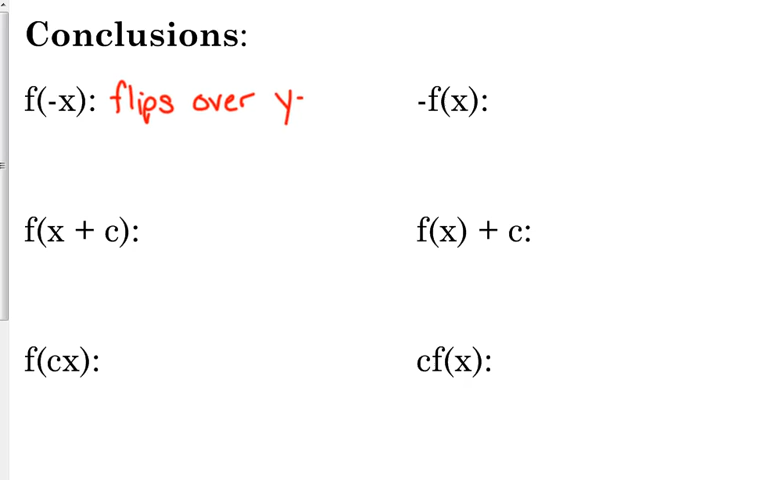 Conclusions:
f(-x): flips over y-
-f(x):
f(x + c):
f(x) + c:
f(cx):
cf(x):